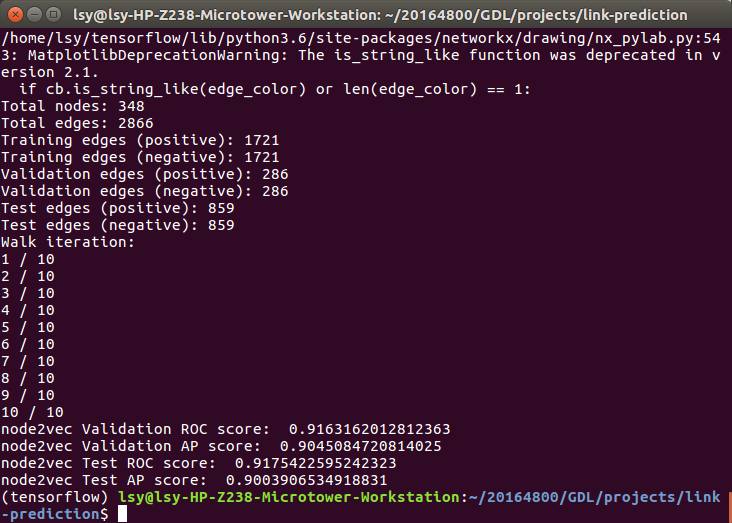 lsy@lsy-HP-Z238-Microtower-Workstation: ~/20164800/GDL/projects/link-prediction
/home/lsy/tensorflow/lib/python3.6/site-packages/networkx/drawing/nx_pylab.py:54
3: MatplotlibDeprecationWarning: The is_string_like function was deprecated in v
ersion 2.1.
  if cb.is_string_like(edge_color) or len(edge_color) == 1:
Total nodes: 348
Total edges: 2866
Training edges (positive): 1721
Training edges (negative): 1721
Validation edges (positive): 286
Validation edges (negative): 286
Test edges (positive): 859
Test edges (negative): 859
Walk iteration:
1 / 10
2 / 10
3 / 10
4 / 10
5 / 10
6 / 10
7 / 10
8 / 10
9 / 10
10 / 10
node2vec Validation ROC score:  0.9163162012812363
node2vec Validation AP score:  0.9045084720814025
node2vec Test ROC score:  0.9175422595242323
node2vec Test AP score:  0.9003906534918831
(tensorflow) lsy@lsy-HP-Z238-Microtower-Workstation:~/20164800/GDL/projects/link
-prediction$